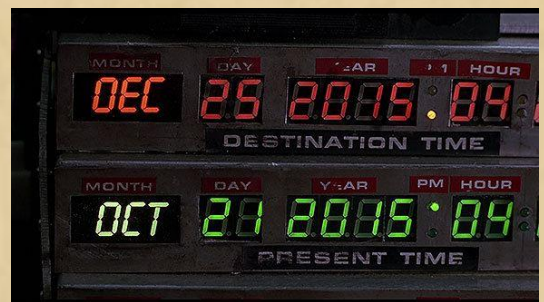 MONTH DAY YEAR HOUR
DEC 25 2015 04
DESTINATION TIME
MONTH DAY YEAR PM HOUR
OCT 21 2015 04
PRESENT TIME